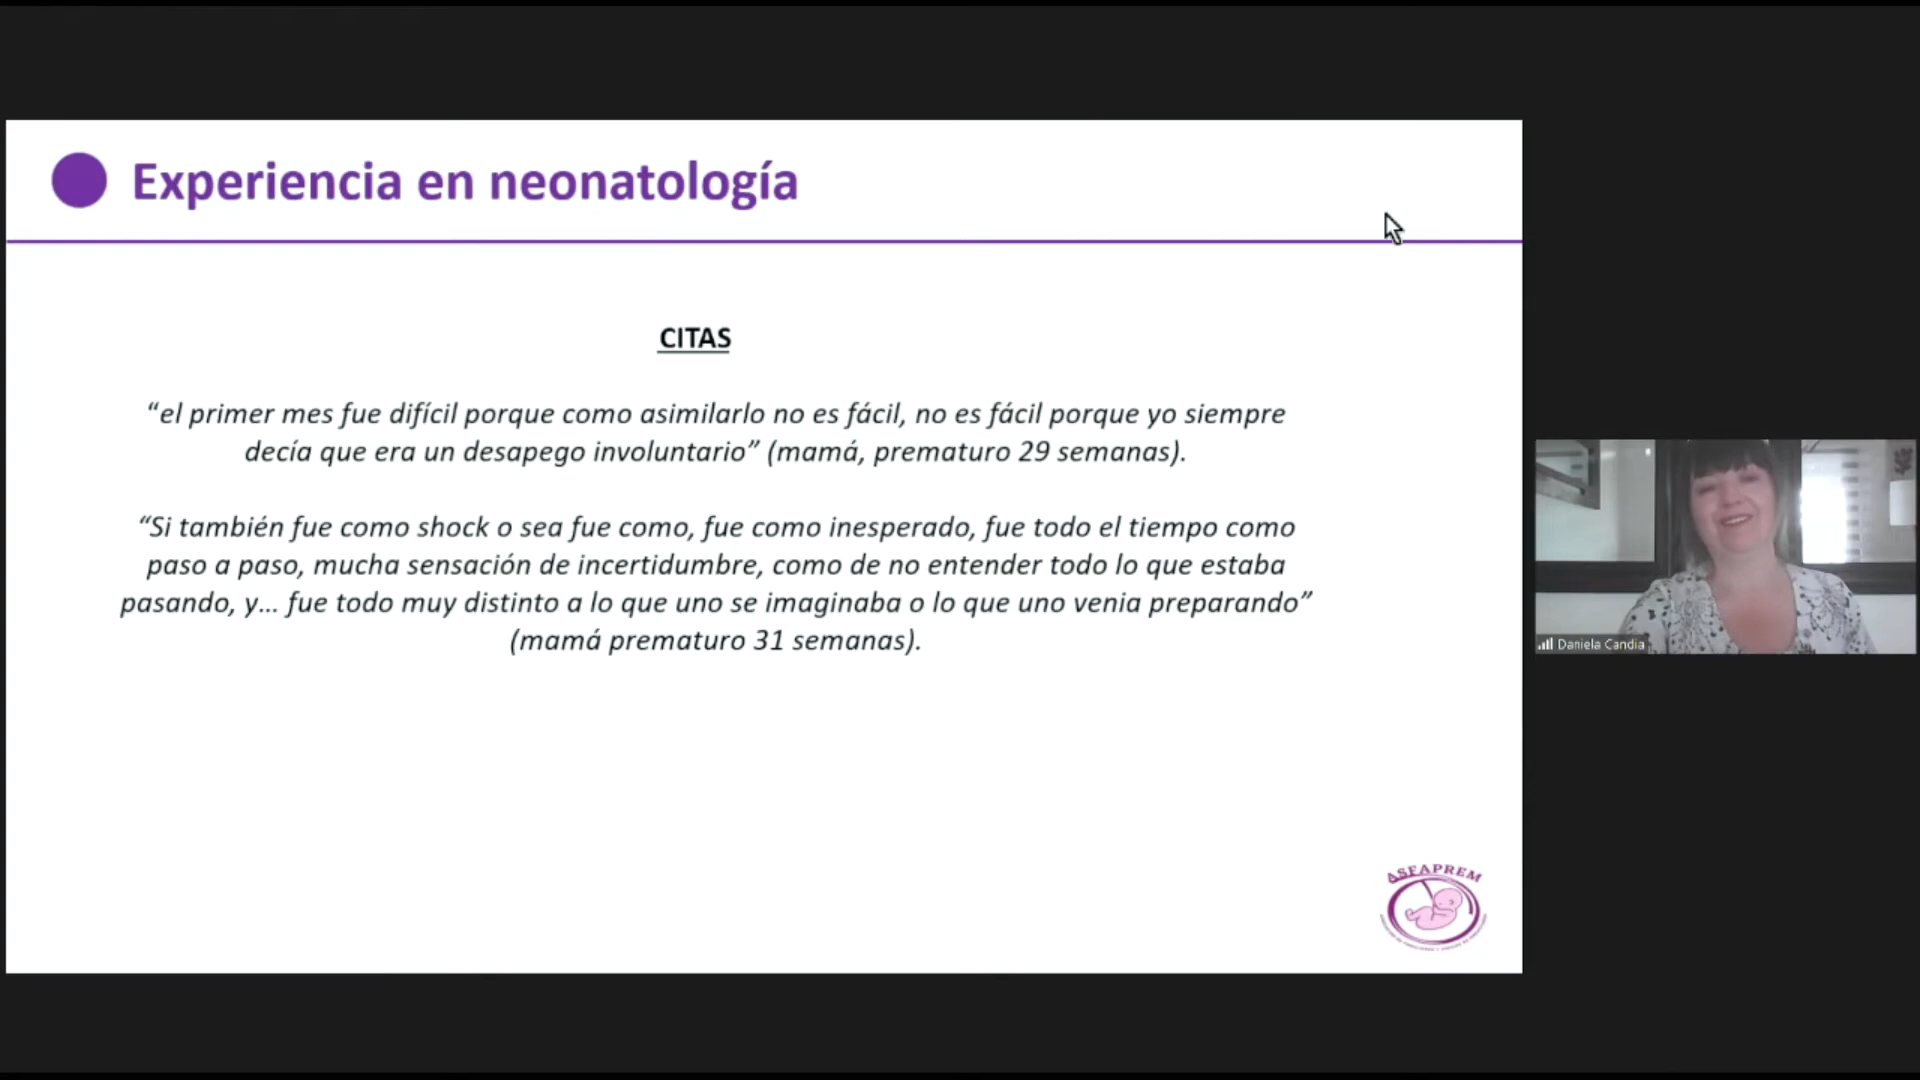 Experiencia en neonatología
CITAS
“el primer mes fue difícil porque como asimilarlo no es fácil, no es fácil porque yo siempre
decía que era un desapego involuntario” (mamá, prematuro 29 semanas).
“Si también fue como shock o sea fue como, fue como inesperado, fue todo el tiempo como
paso a paso, mucha sensación de incertidumbre, como de no entender todo lo que estaba
pasando, y... fue todo muy distinto a lo que uno se imaginaba o lo que uno venia preparando”
(mamá prematuro 31 semanas).
Daniela Candia
ASFAPREM